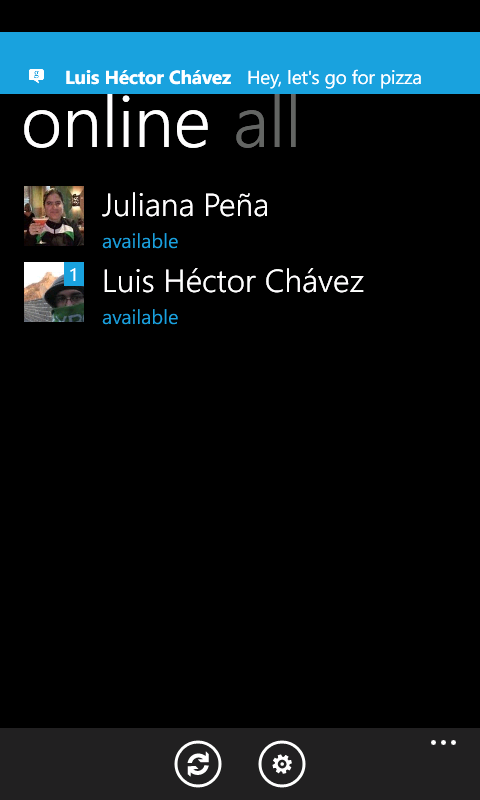 Luis Héctor Chávez Hey, let's go for pizza
online all
Juliana Peña
available
1
Luis Héctor Chávez
available